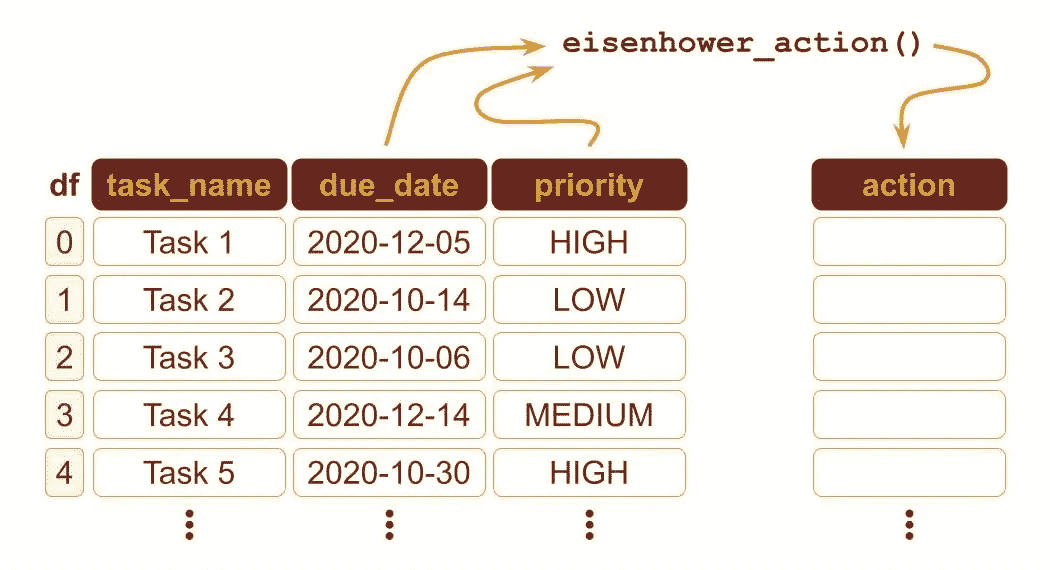 eisenhower_action()
df task_name due_date priority action
0 Task 1 2020-12-05 HIGH
1 Task 2 2020-10-14 LOW
2 Task 3 2020-10-06 LOW
3 Task 4 2020-12-14 MEDIUM
4 Task 5 2020-10-30 HIGH